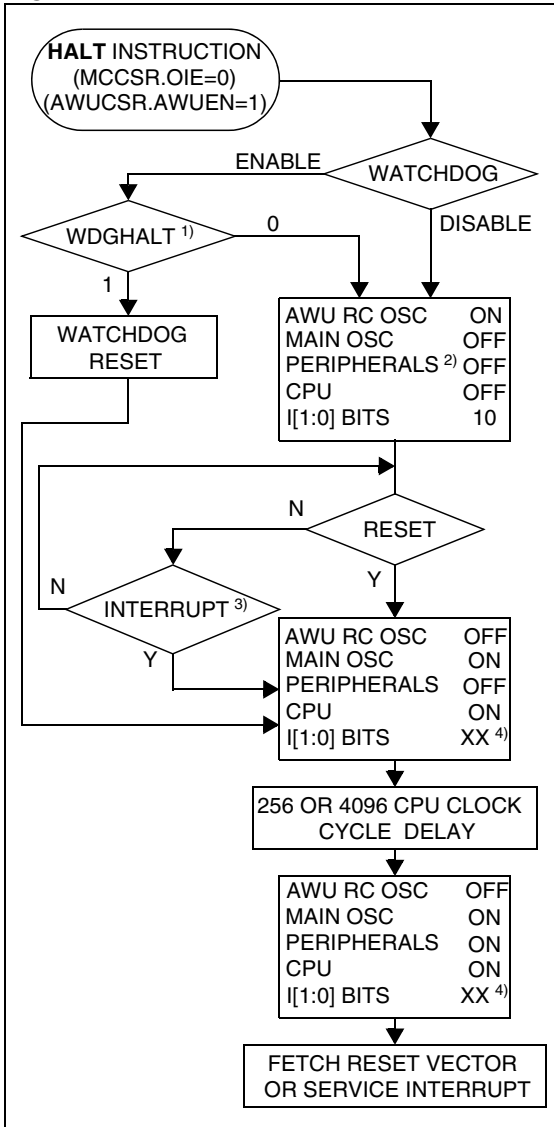 HALT INSTRUCTION
(MCCSR.OIE=0)
(AWUCSR.AWUEN=1)
ENABLE
WATCHDOG
WDGHALT 1)
0
DISABLE
1
WATCHDOG
RESET
AWU RC OSC ON
MAIN OSC OFF
PERIPHERALS 2) OFF
CPU OFF
I[1:0] BITS 10
N
RESET
N
INTERRUPT 3)
Y
Y
AWU RC OSC OFF
MAIN OSC ON
PERIPHERALS OFF
CPU ON
I[1:0] BITS XX 4)
256 OR 4096 CPU CLOCK
CYCLE DELAY
AWU RC OSC OFF
MAIN OSC ON
PERIPHERALS ON
CPU ON
I[1:0] BITS XX 4)
FETCH RESET VECTOR
OR SERVICE INTERRUPT